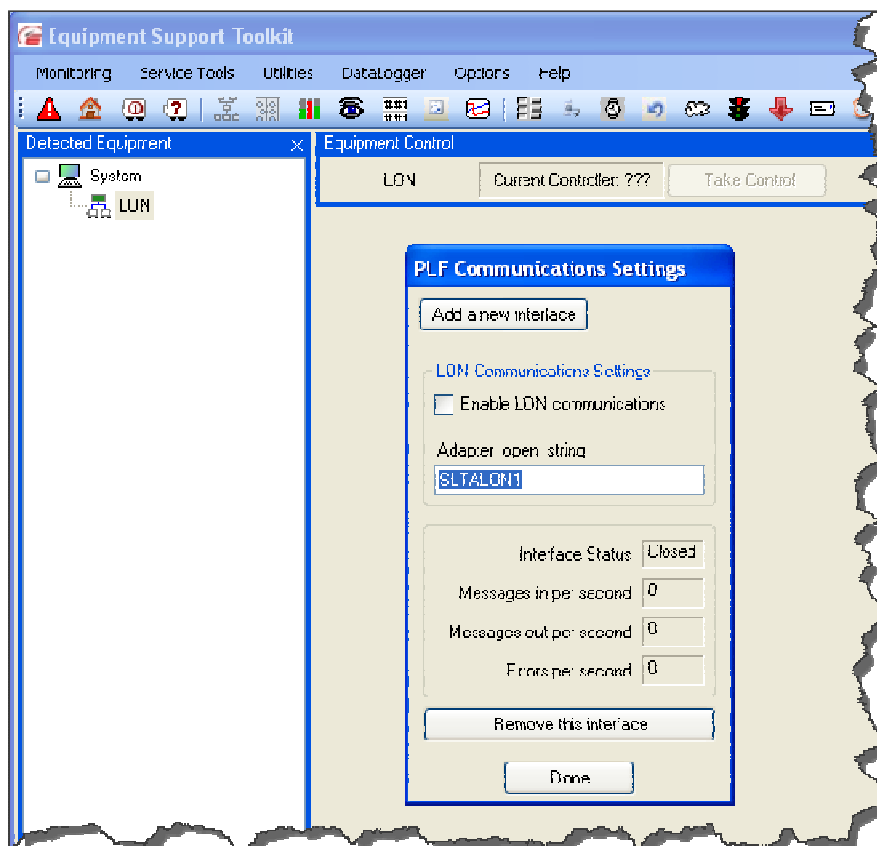 Equipment Support Toolkit
Monitoring Service Tools Utilities DataLogger Options Help
Detected Equipment
Equipment Control
System
LON
LON Current Controller: ??? Take Control
PLF Communications Settings
Add a new interface
LON Communications Settings
Enable LON communications
Adapter open string
SLTALON1
Interface Status Closed
Messages in per second 0
Messages out per second 0
Errors per second 0
Remove this interface
Done